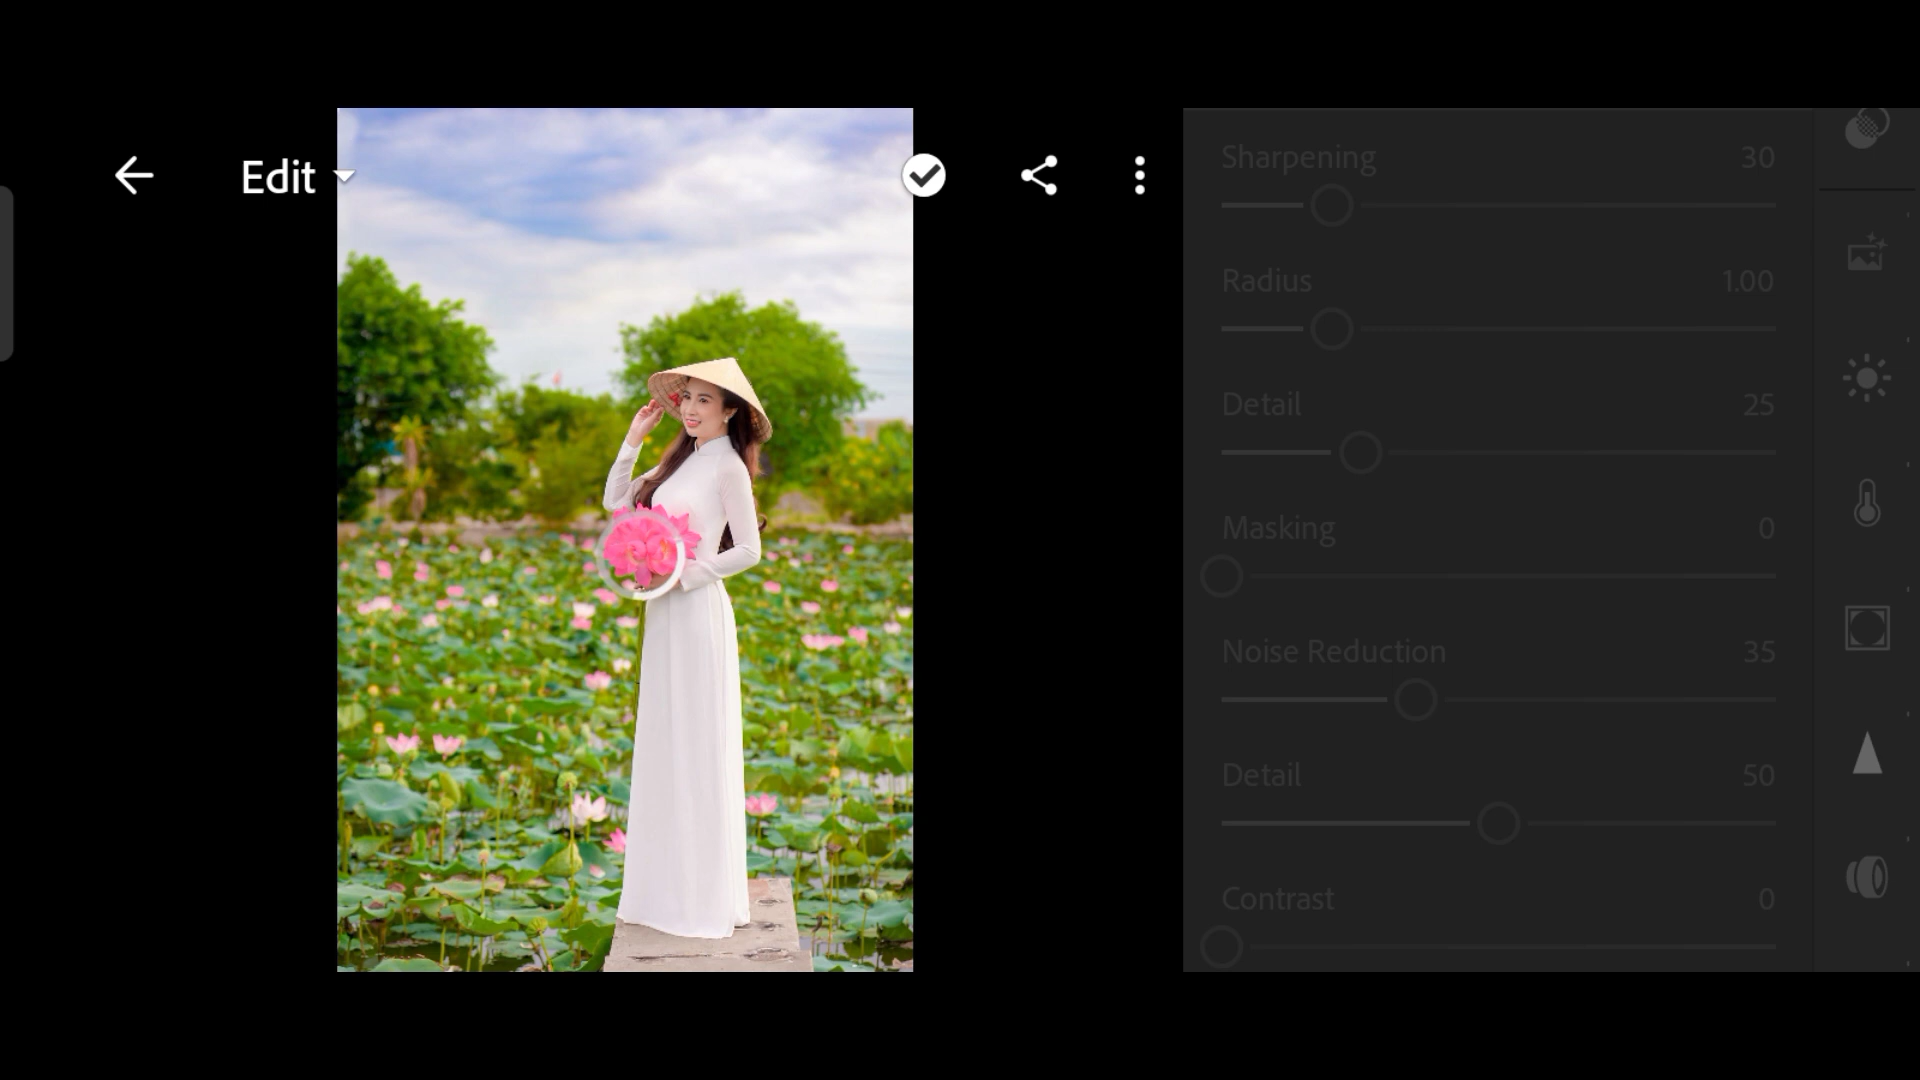 Edit
Sharpening 30
Radius 1.00
Detail 25
Masking 0
Noise Reduction 35
Detail 50
Contrast 0